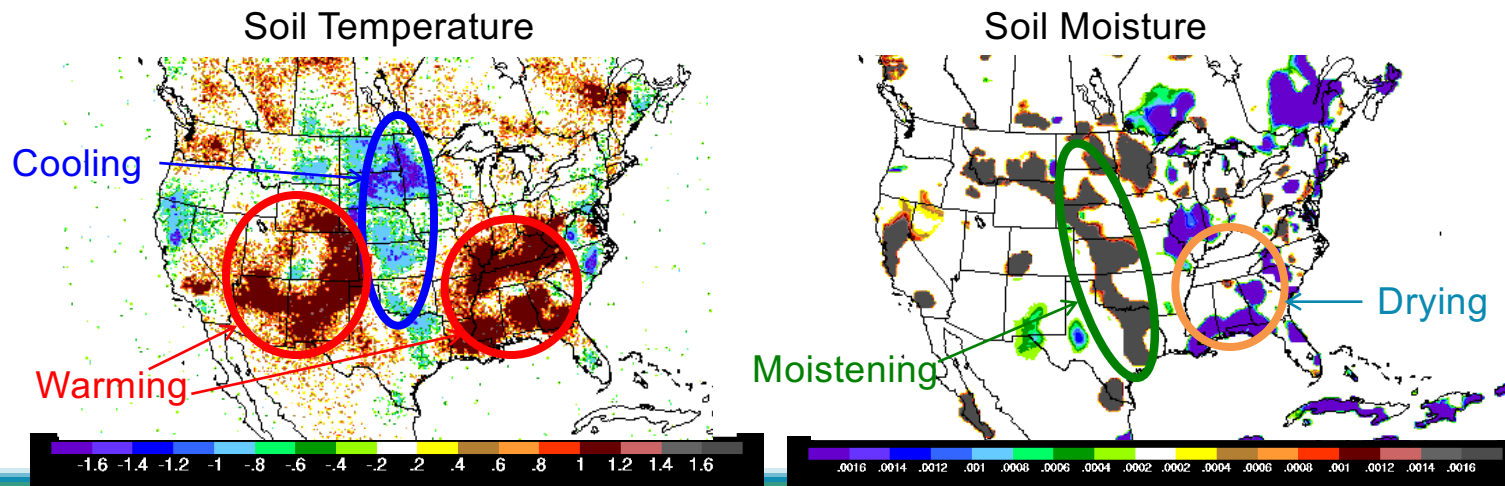 Soil Temperature
Soil Moisture
Cooling
Warming
Moistening
Drying
-1.6 -1.4 -1.2 -1 -.8 -.6 -.4 -.2 .2 .4 .6 .8 1 1.2 1.4 1.6
.0016 .0014 .0012 .001 .0008 .0006 .0004 .0002 .0002 .0004 .0006 .0008 .001 .0012 .0014 .0016